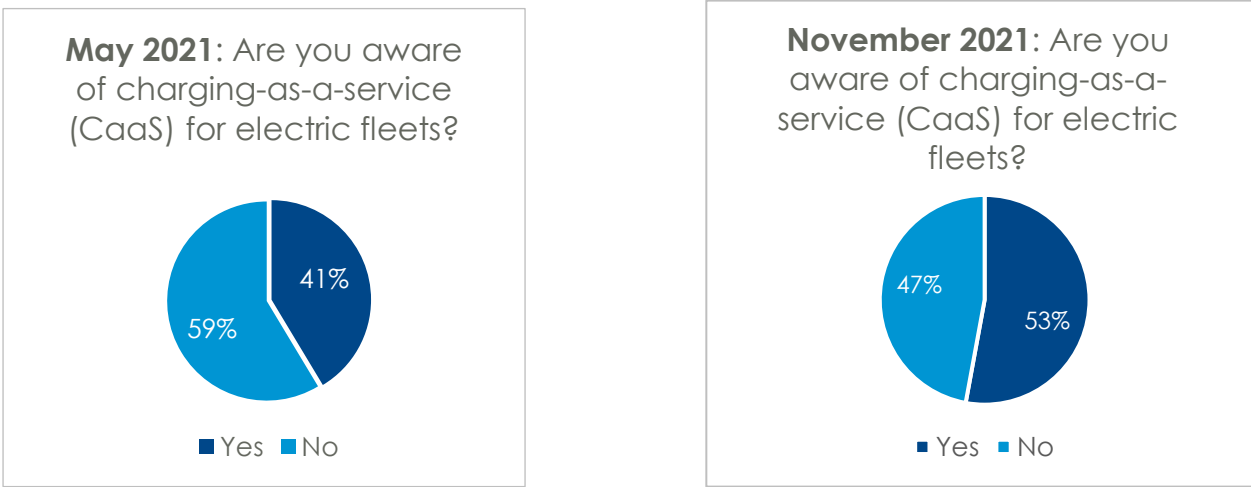 May 2021: Are you aware
of charging-as-a-service
(CaaS) for electric fleets?
41%
59%
Yes No
November 2021: Are you
aware of charging-as-a-
service (CaaS) for electric
fleets?
47%
53%
Yes No